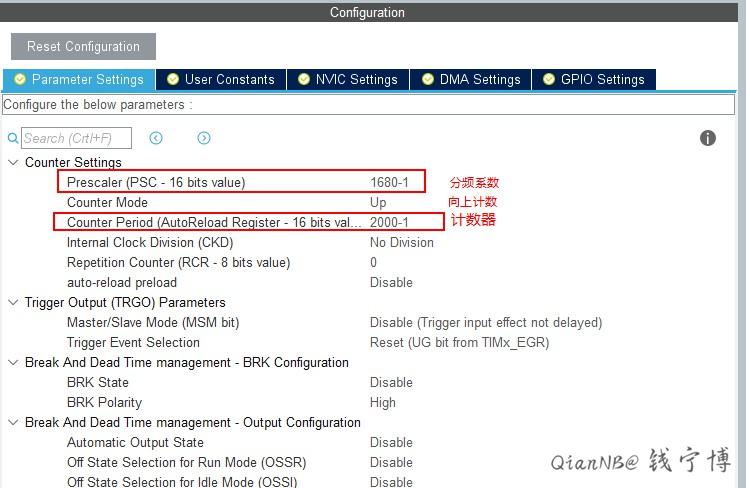 Configuration
Reset Configuration
Parameter Settings User Constants NVIC Settings DMA Settings GPIO Settings
Configure the below parameters :
Search (CrtI+F)
Counter Settings
Prescaler (PSC - 16 bits value) 1680-1 分频系数
Counter Mode Up 向上计数
Counter Period (AutoReload Register - 16 bits val... 2000-1 计数器
Internal Clock Division (CKD) No Division
Repetition Counter (RCR - 8 bits value) 0
auto-reload preload Disable
Trigger Output (TRGO) Parameters
Master/Slave Mode (MSM bit) Disable (Trigger input effect not delayed)
Trigger Event Selection Reset (UG bit from TIMx_EGR)
Break And Dead Time management - BRK Configuration
BRK State Disable
BRK Polarity High
Break And Dead Time management - Output Configuration
Automatic Output State Disable
Off State Selection for Run Mode (OSSR) Disable
Off State Selection for Idle Mode (OSSI) Disable
QianNB@ 钱宁博